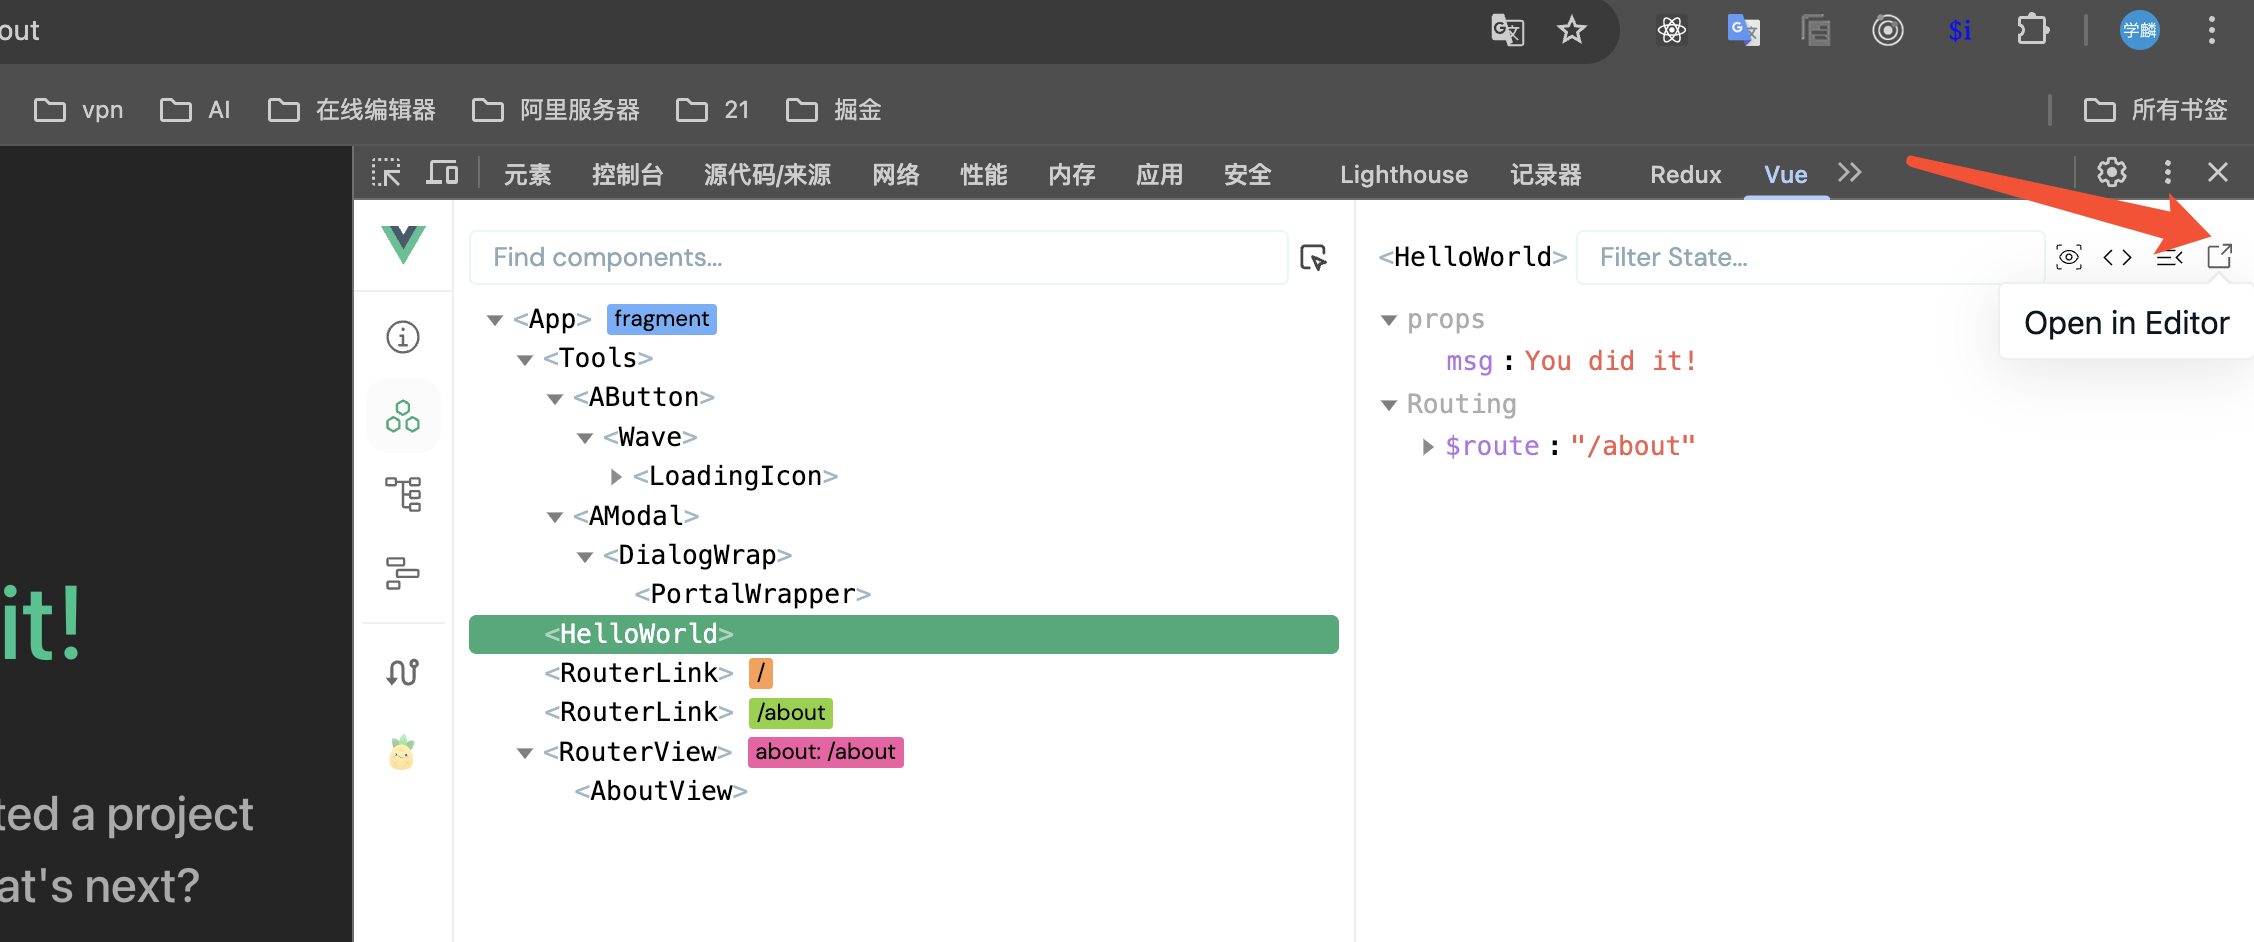 out
学麟
vpn AI 在线编辑器 阿里服务器 21 掘金 所有书签
元素 控制台 源代码/来源 网络 性能 内存 应用 安全 Lighthouse 记录器 Redux Vue
Find components...
<App> fragment
<Tools>
<AButton>
<Wave>
<LoadingIcon>
<AModal>
<DialogWrap>
<PortalWrapper>
<HelloWorld>
<RouterLink> /
<RouterLink> /about
<RouterView> about: /about
<AboutView>
<HelloWorld> Filter State...
Open in Editor
props
msg : You did it!
Routing
$route : "/about"
it!
ted a project
at's next?
$i